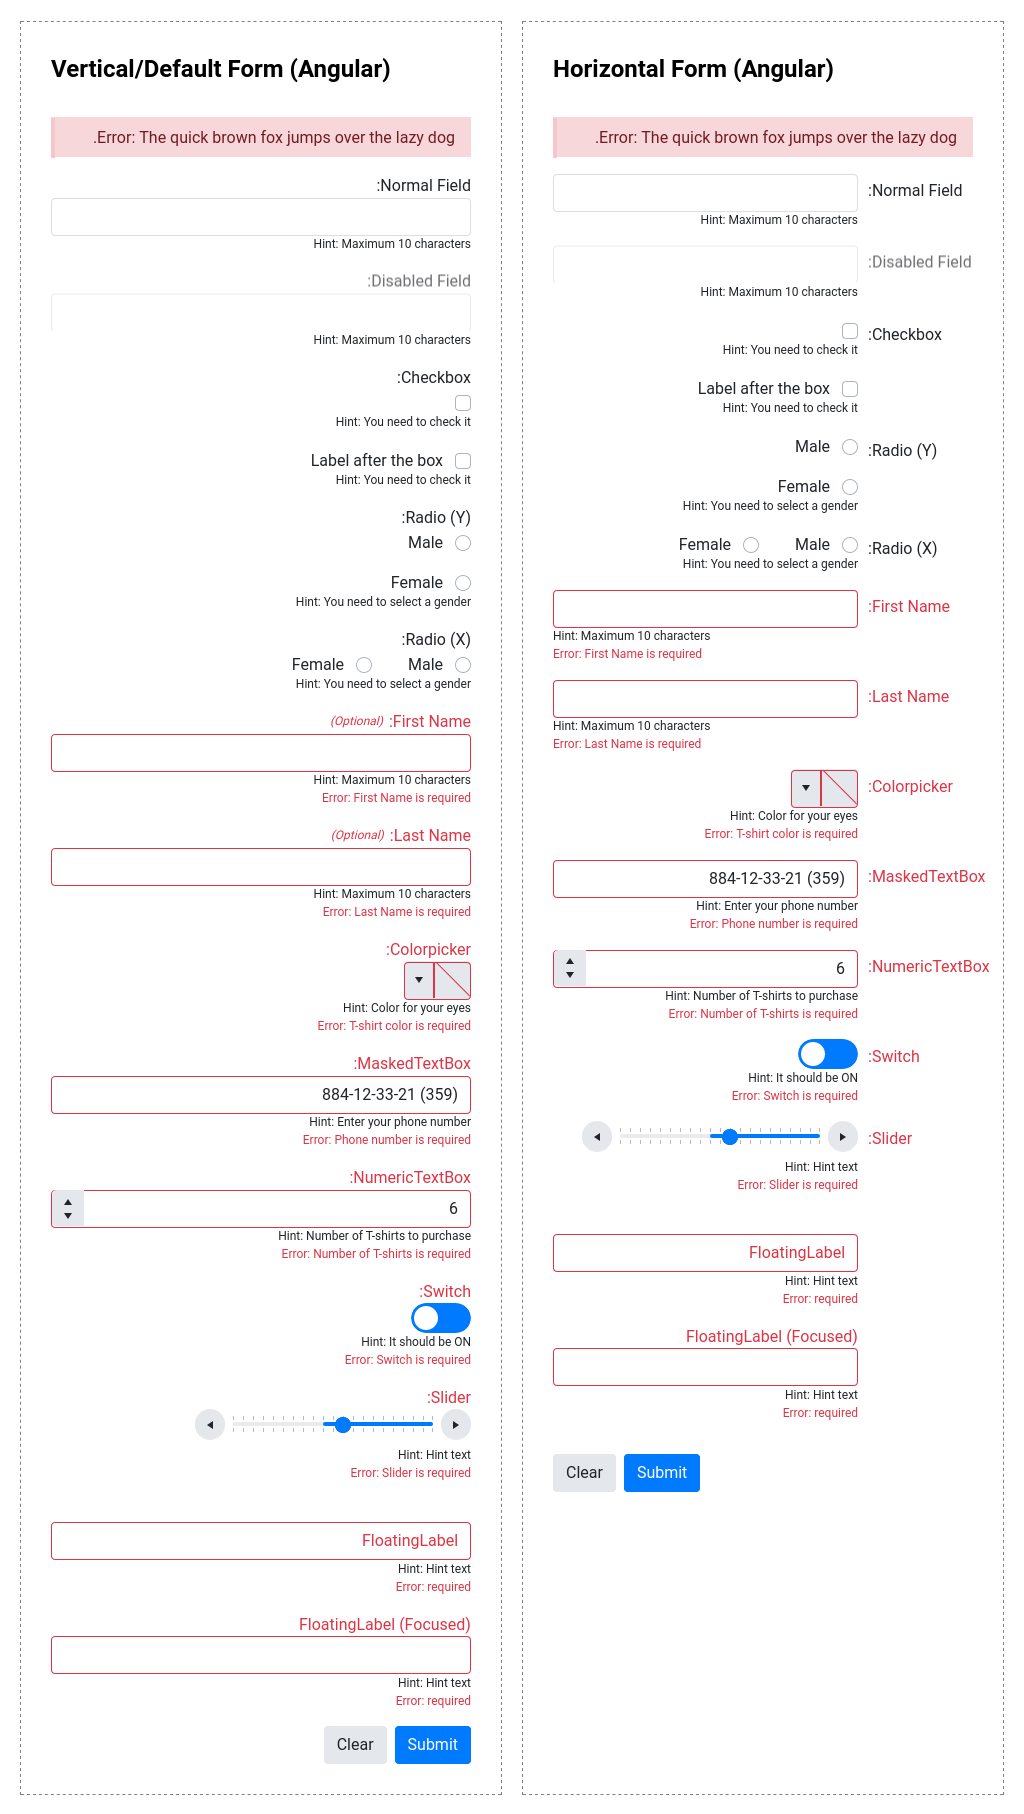 Vertical/Default Form (Angular)
.Error: The quick brown fox jumps over the lazy dog
:Normal Field
Hint: Maximum 10 characters
:Disabled Field
Hint: Maximum 10 characters
:Checkbox
Hint: You need to check it
Label after the box
Hint: You need to check it
:Radio (Y)
Male
Female
Hint: You need to select a gender
:Radio (X)
Female Male
Hint: You need to select a gender
(Optional) :First Name
Hint: Maximum 10 characters
Error: First Name is required
(Optional) :Last Name
Hint: Maximum 10 characters
Error: Last Name is required
:Colorpicker
Hint: Color for your eyes
Error: T-shirt color is required
:MaskedTextBox
884-12-33-21 (359)
Hint: Enter your phone number
Error: Phone number is required
:NumericTextBox
6
Hint: Number of T-shirts to purchase
Error: Number of T-shirts is required
:Switch
Hint: It should be ON
Error: Switch is required
:Slider
Hint: Hint text
Error: Slider is required
FloatingLabel
Hint: Hint text
Error: required
FloatingLabel (Focused)
Hint: Hint text
Error: required
Clear Submit
Horizontal Form (Angular)
.Error: The quick brown fox jumps over the lazy dog
:Normal Field
Hint: Maximum 10 characters
:Disabled Field
Hint: Maximum 10 characters
:Checkbox
Hint: You need to check it
Label after the box
Hint: You need to check it
Male :Radio (Y)
Female
Hint: You need to select a gender
Female Male :Radio (X)
Hint: You need to select a gender
:First Name
Hint: Maximum 10 characters
Error: First Name is required
:Last Name
Hint: Maximum 10 characters
Error: Last Name is required
:Colorpicker
Hint: Color for your eyes
Error: T-shirt color is required
884-12-33-21 (359) :MaskedTextBox
Hint: Enter your phone number
Error: Phone number is required
6 :NumericTextBox
Hint: Number of T-shirts to purchase
Error: Number of T-shirts is required
:Switch
Hint: It should be ON
Error: Switch is required
:Slider
Hint: Hint text
Error: Slider is required
FloatingLabel
Hint: Hint text
Error: required
FloatingLabel (Focused)
Hint: Hint text
Error: required
Clear Submit